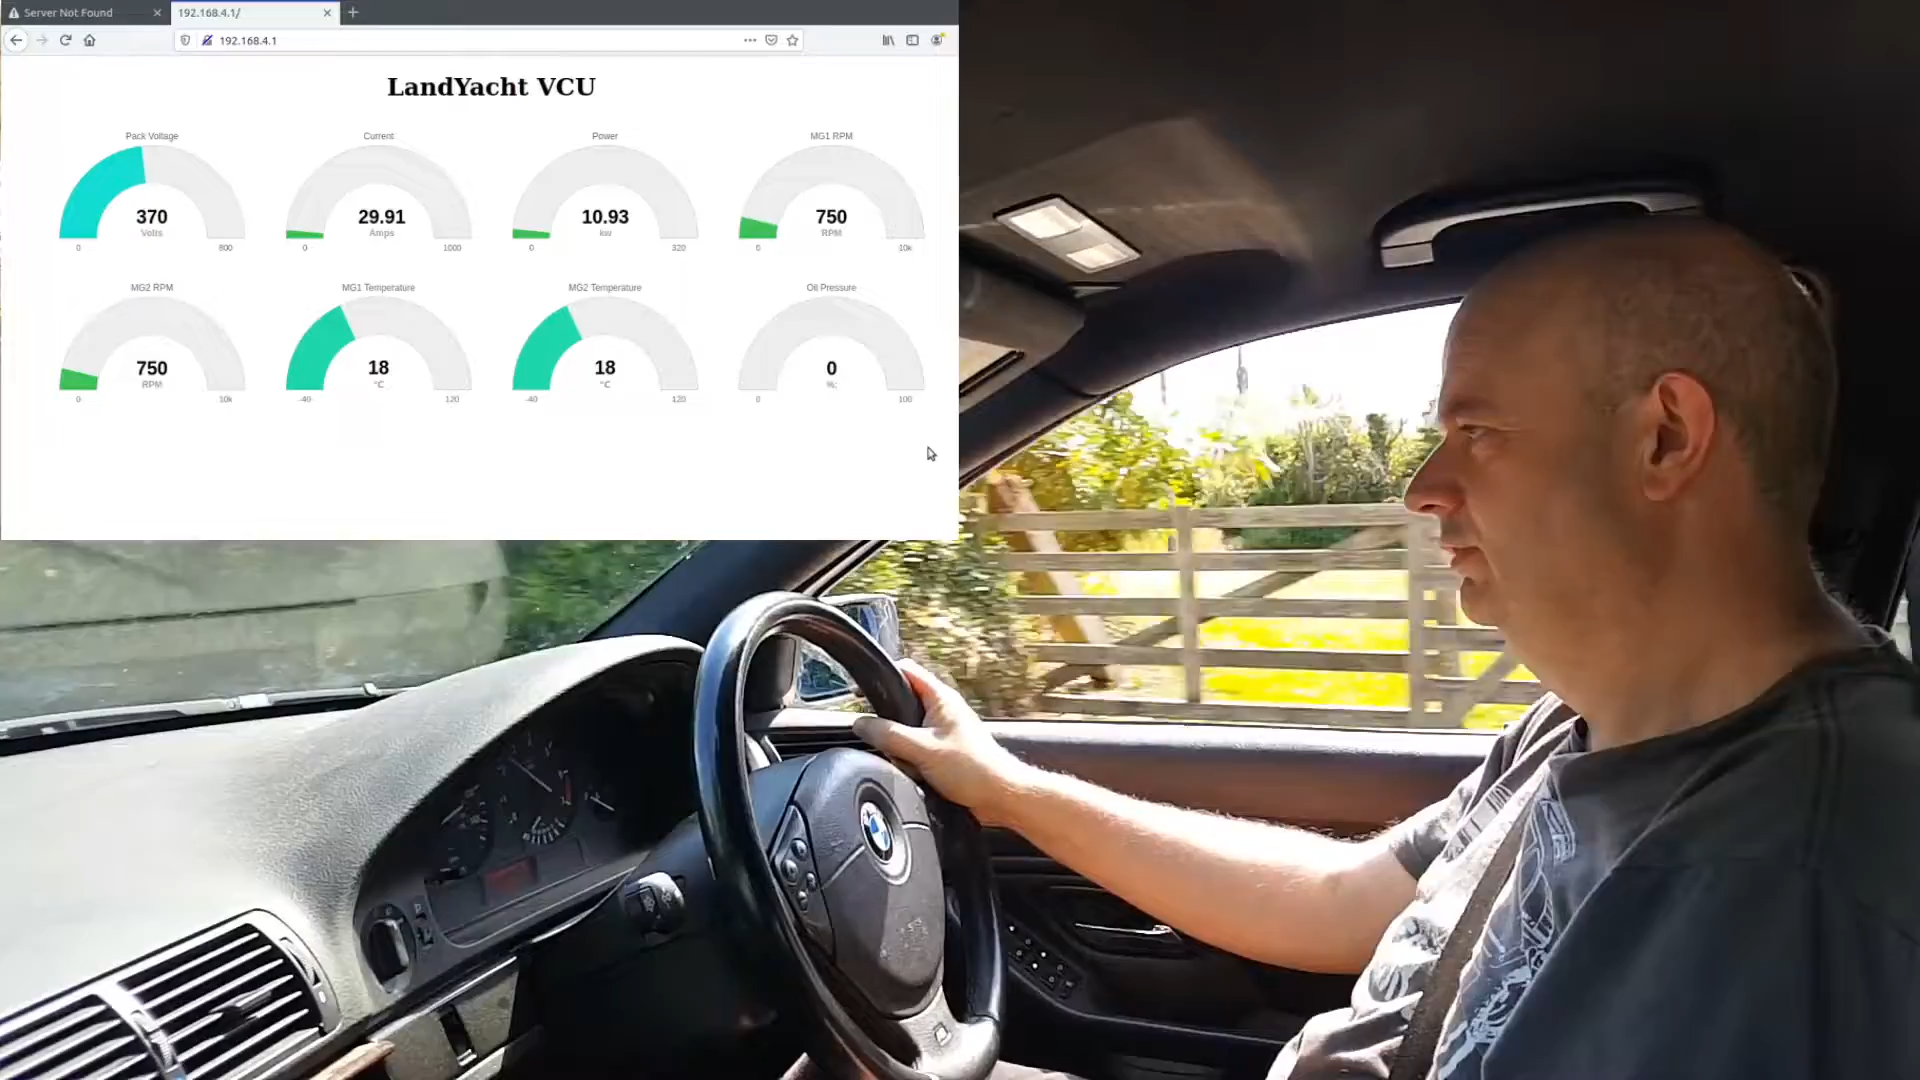 Server Not Found
192.168.4.1/
192.168.4.1
LandYacht VCU
Pack Voltage
370
Volts
0
800
Current
29.91
Amps
0
1000
Power
10.93
kw
0
320
MG1 RPM
750
RPM
0
10k
MG2 RPM
750
RPM
0
10k
MG1 Temperature
18
°C
-40
120
MG2 Temperature
18
°C
-40
120
Oil Pressure
0
%:
0
100